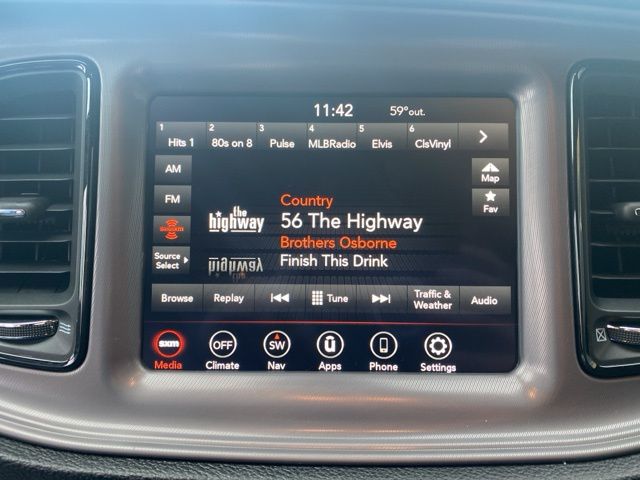 11:42 59° out.
1 2 3 4 5 6
Hits 1 80s on 8 Pulse MLBRadio Elvis ClsVinyl
AM
Map
FM
Fav
Country
the highway
56 The Highway
Brothers Osborne
Source Select
Finish This Drink
Browse Replay Tune Traffic & Weather Audio
sxm OFF SW
Media Climate Nav Apps Phone Settings